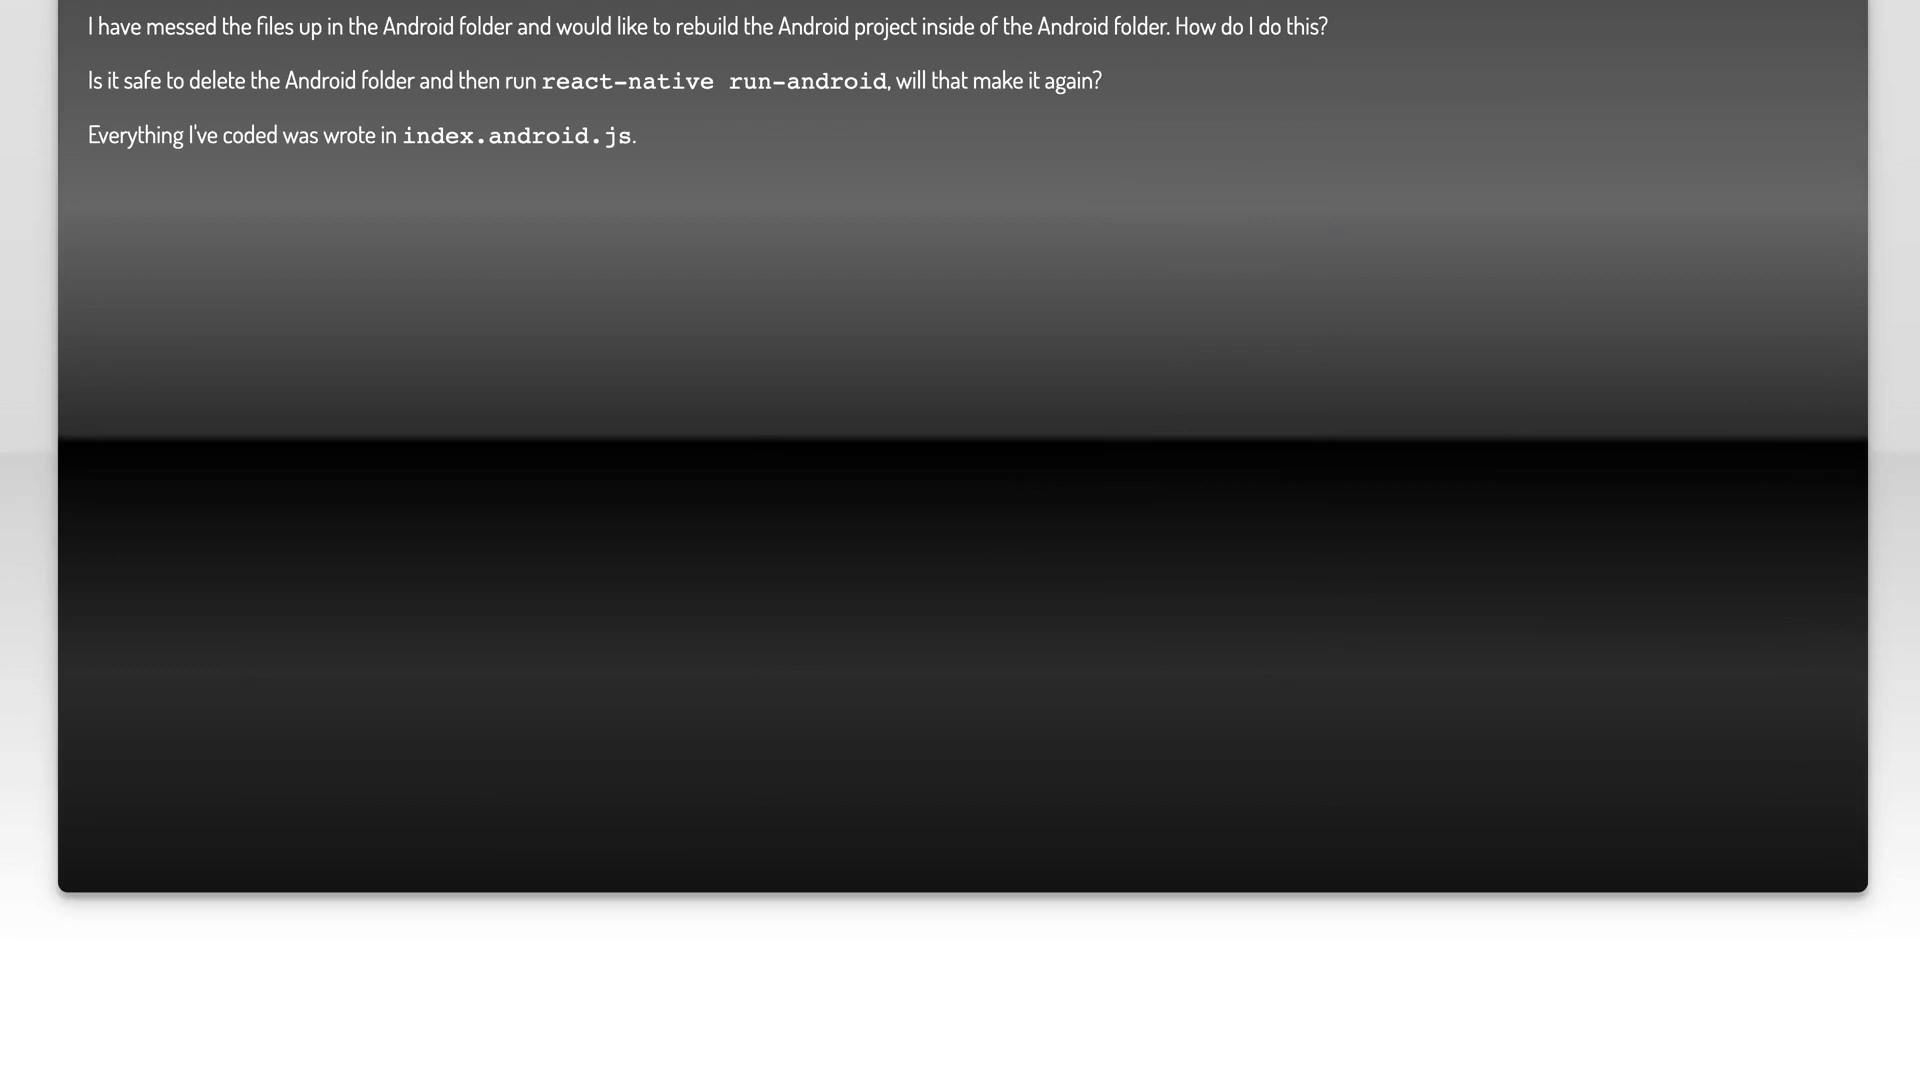 I have messed the files up in the Android folder and would like to rebuild the Android project inside of the Android folder. How do I do this?
Is it safe to delete the Android folder and then run react-native run-android, will that make it again?
Everything I've coded was wrote in index.android.js.